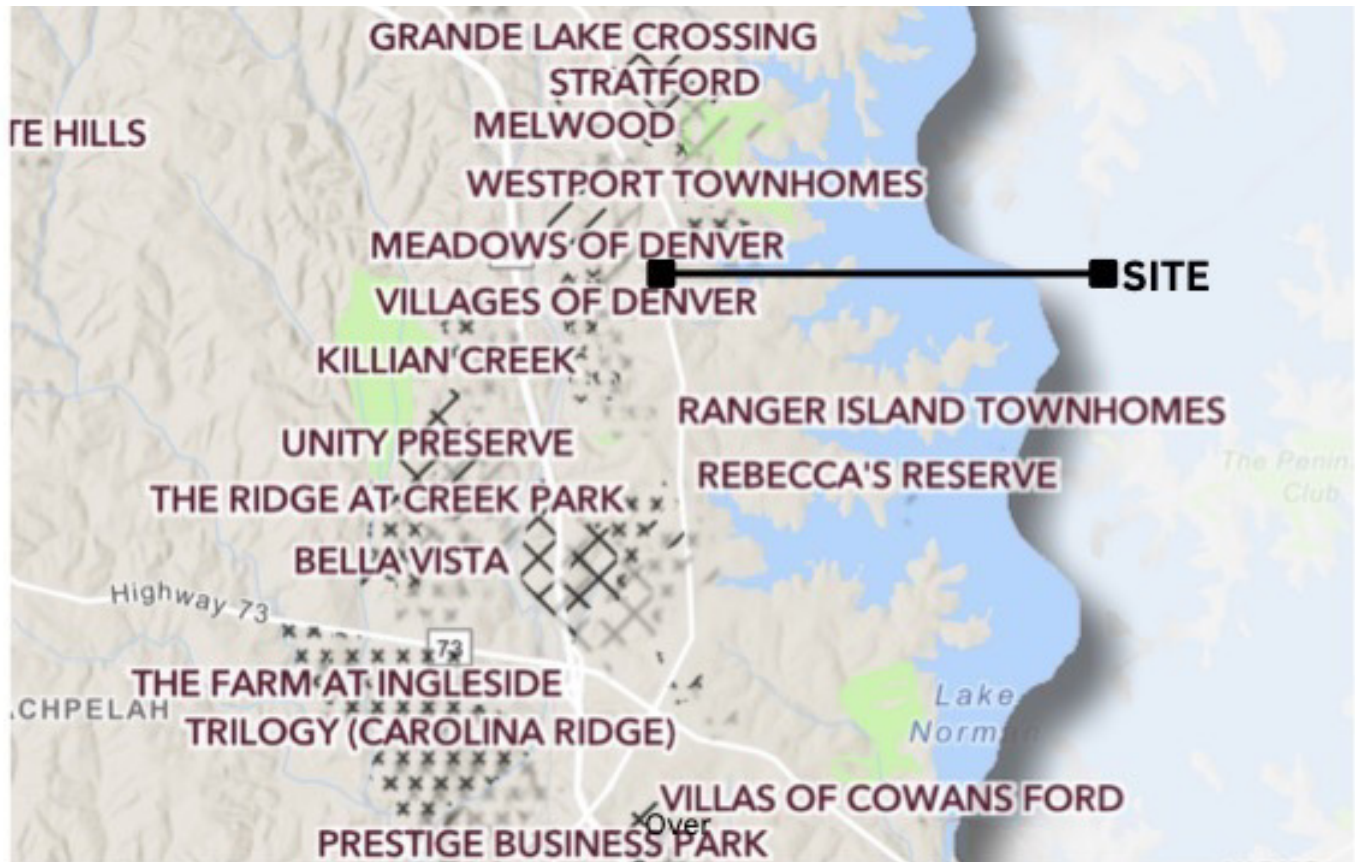 GRANDE LAKE CROSSING
STRATFORD
MELWOOD
TE HILLS
WESTPORT TOWNHOMES
MEADOWS OF DENVER
SITE
VILLAGES OF DENVER
KILLIAN CREEK
RANGER ISLAND TOWNHOMES
UNITY PRESERVE
The Penin
Club
REBECCA'S RESERVE
THE RIDGE AT CREEK PARK
BELLA VISTA
Highway 73
73
THE FARM AT INGLESIDE
ACHPELAH
Lake
Norman
TRILOGY (CAROLINA RIDGE)
VILLAS OF COWANS FORD
Over
PRESTIGE BUSINESS PARK